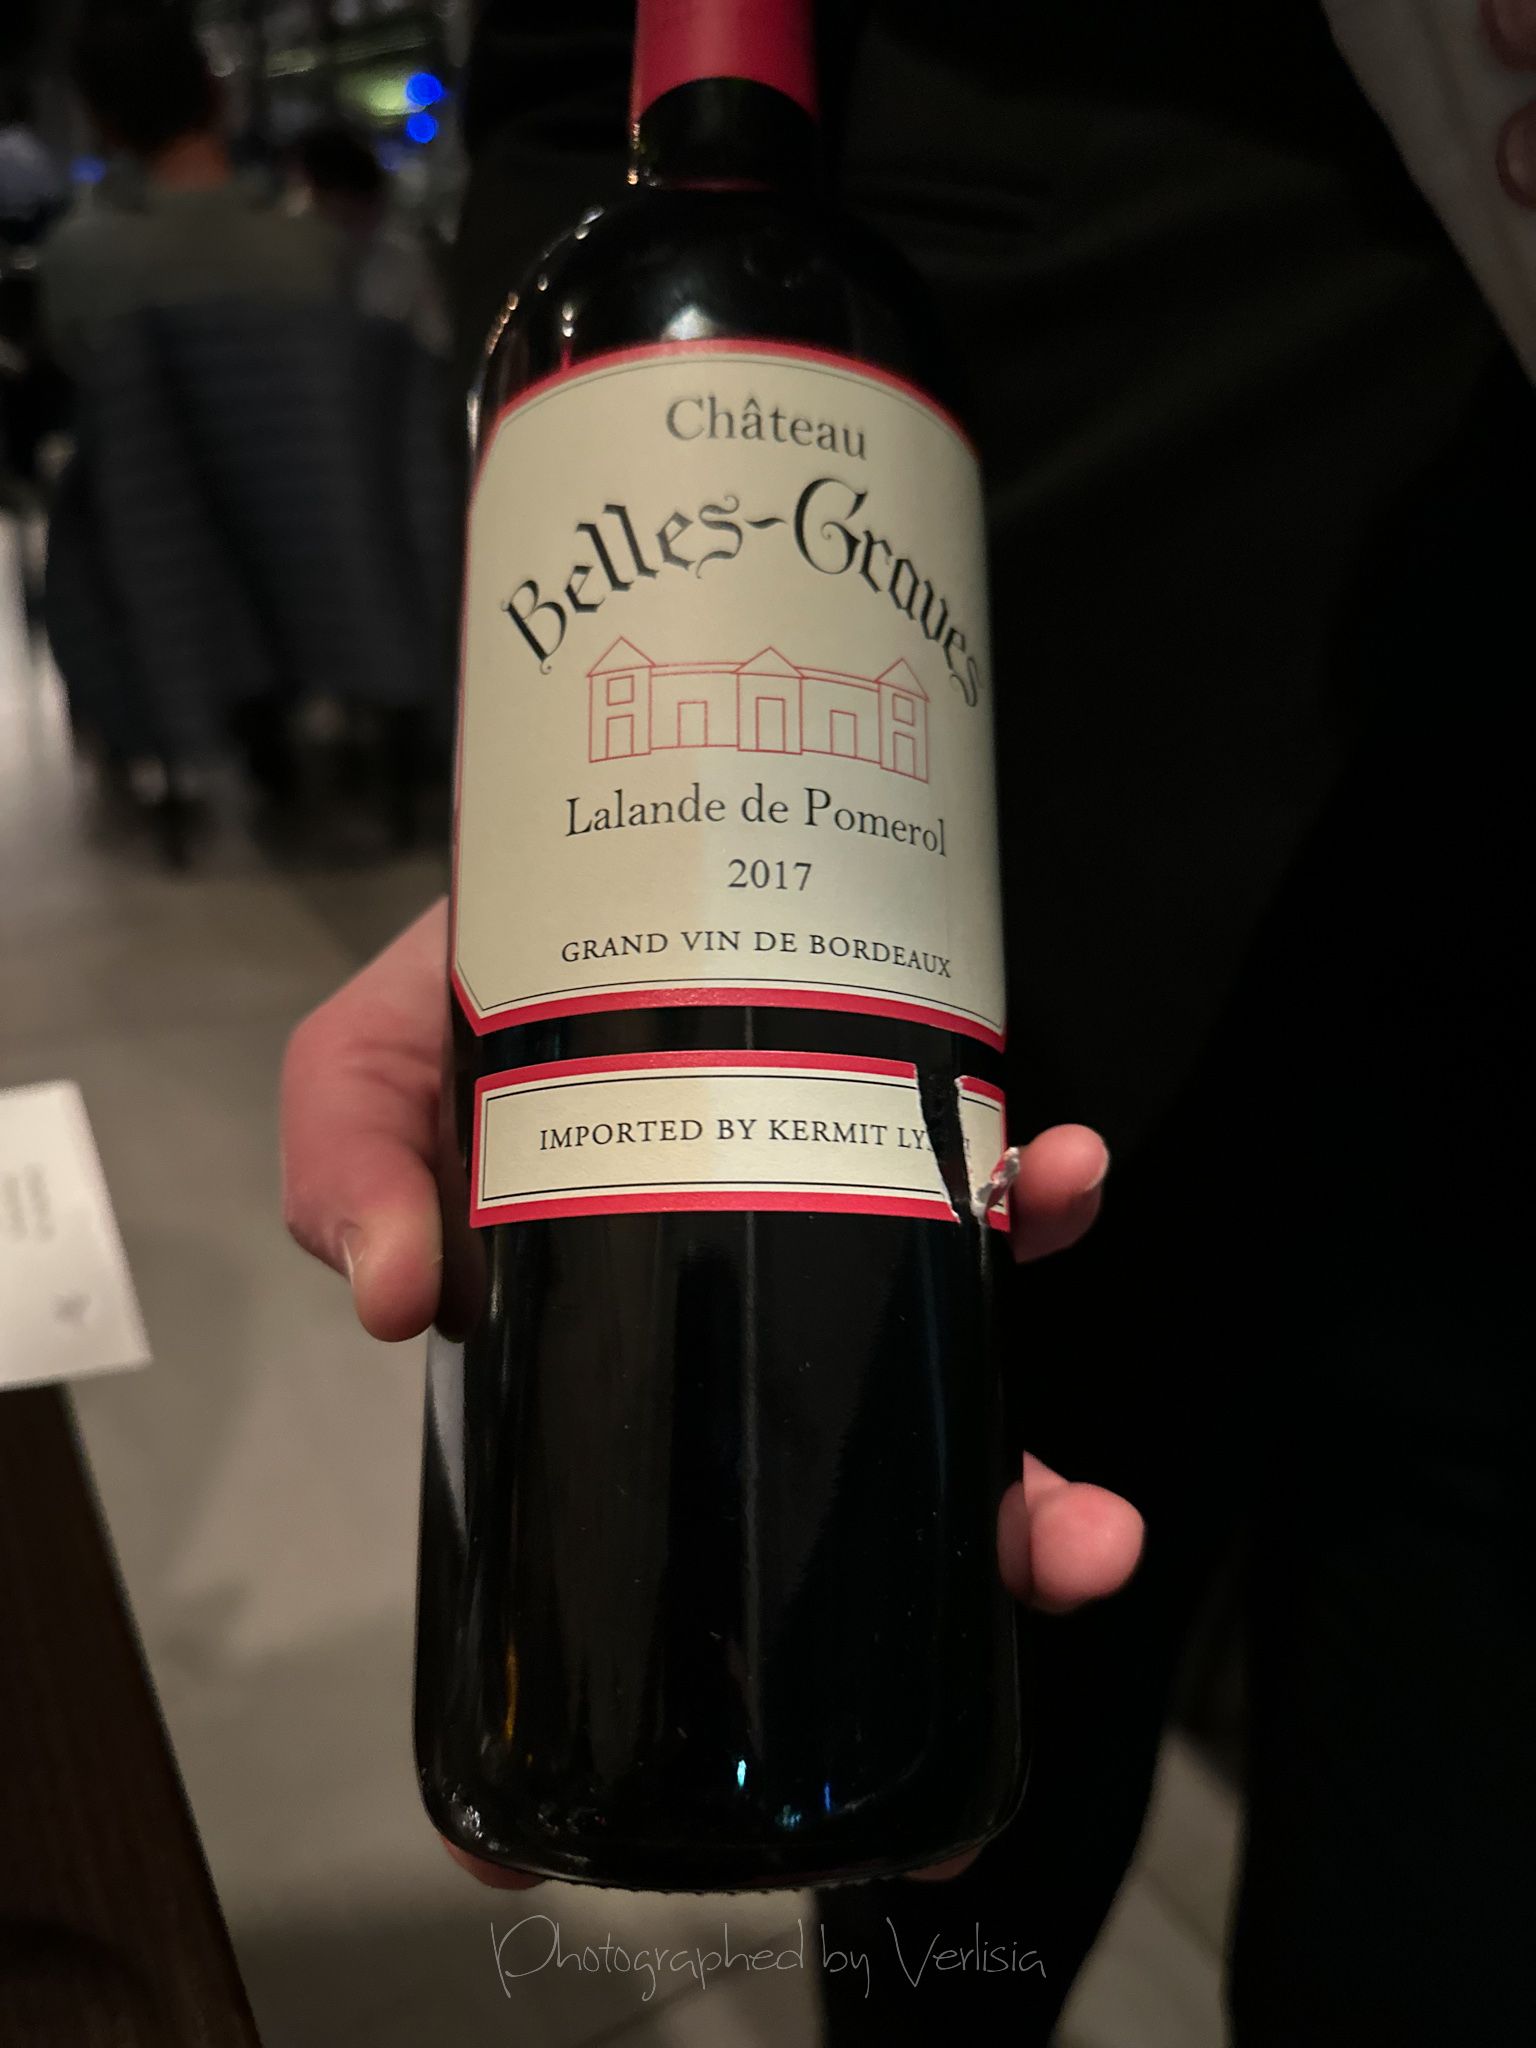 Château
Belles-Graves
Lalande de Pomerol
2017
GRAND VIN DE BORDEAUX
IMPORTED BY KERMIT
Photographed by Verlisia